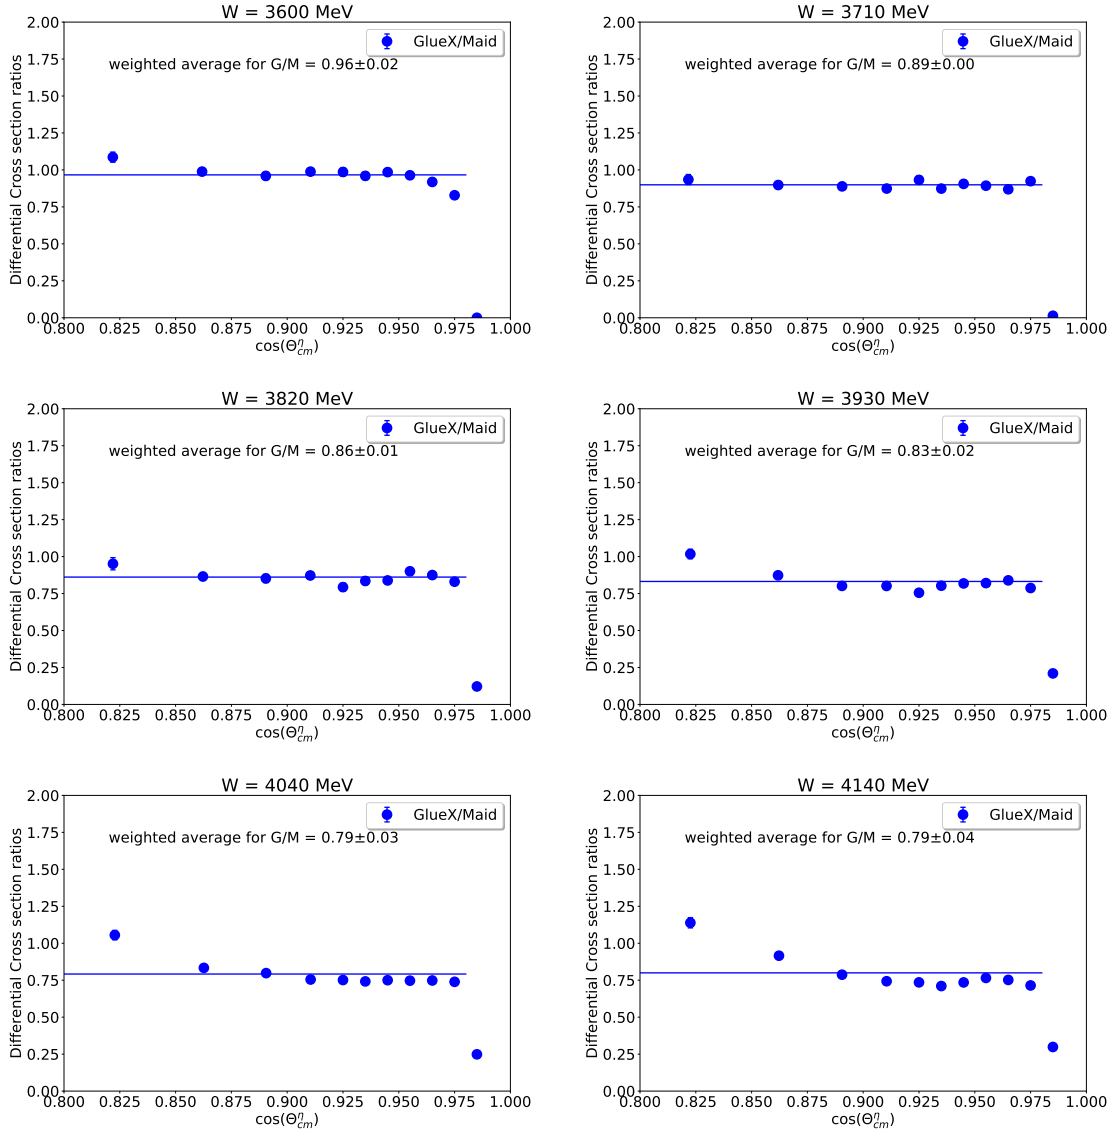 W = 3600 MeV
GlueX/Maid
weighted average for G/M = 0.96±0.02
Differential Cross section ratios
2.00
1.75
1.50
1.25
1.00
0.75
0.50
0.25
0.00
0.800 0.825 0.850 0.875 0.900 0.925 0.950 0.975 1.000
cos(Θ^η_cm)
W = 3710 MeV
GlueX/Maid
weighted average for G/M = 0.89±0.00
Differential Cross section ratios
2.00
1.75
1.50
1.25
1.00
0.75
0.50
0.25
0.00
0.800 0.825 0.850 0.875 0.900 0.925 0.950 0.975 1.000
cos(Θ^η_cm)
W = 3820 MeV
GlueX/Maid
weighted average for G/M = 0.86±0.01
Differential Cross section ratios
2.00
1.75
1.50
1.25
1.00
0.75
0.50
0.25
0.00
0.800 0.825 0.850 0.875 0.900 0.925 0.950 0.975 1.000
cos(Θ^η_cm)
W = 3930 MeV
GlueX/Maid
weighted average for G/M = 0.83±0.02
Differential Cross section ratios
2.00
1.75
1.50
1.25
1.00
0.75
0.50
0.25
0.00
0.800 0.825 0.850 0.875 0.900 0.925 0.950 0.975 1.000
cos(Θ^η_cm)
W = 4040 MeV
GlueX/Maid
weighted average for G/M = 0.79±0.03
Differential Cross section ratios
2.00
1.75
1.50
1.25
1.00
0.75
0.50
0.25
0.00
0.800 0.825 0.850 0.875 0.900 0.925 0.950 0.975 1.000
cos(Θ^η_cm)
W = 4140 MeV
GlueX/Maid
weighted average for G/M = 0.79±0.04
Differential Cross section ratios
2.00
1.75
1.50
1.25
1.00
0.75
0.50
0.25
0.00
0.800 0.825 0.850 0.875 0.900 0.925 0.950 0.975 1.000
cos(Θ^η_cm)